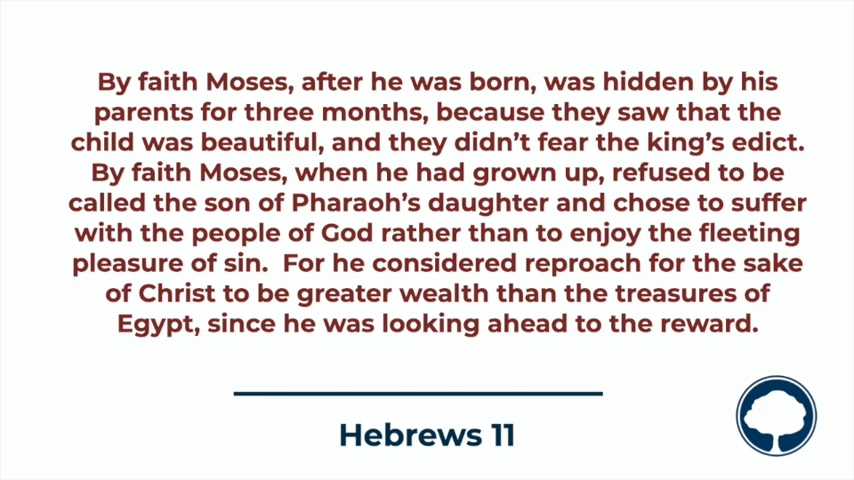 By faith Moses, after he was born, was hidden by his
parents for three months, because they saw that the
child was beautiful, and they didn’t fear the king’s edict.
By faith Moses, when he had grown up, refused to be
called the son of Pharaoh’s daughter and chose to suffer
with the people of God rather than to enjoy the fleeting
pleasure of sin.  For he considered reproach for the sake
of Christ to be greater wealth than the treasures of
Egypt, since he was looking ahead to the reward.
Hebrews 11